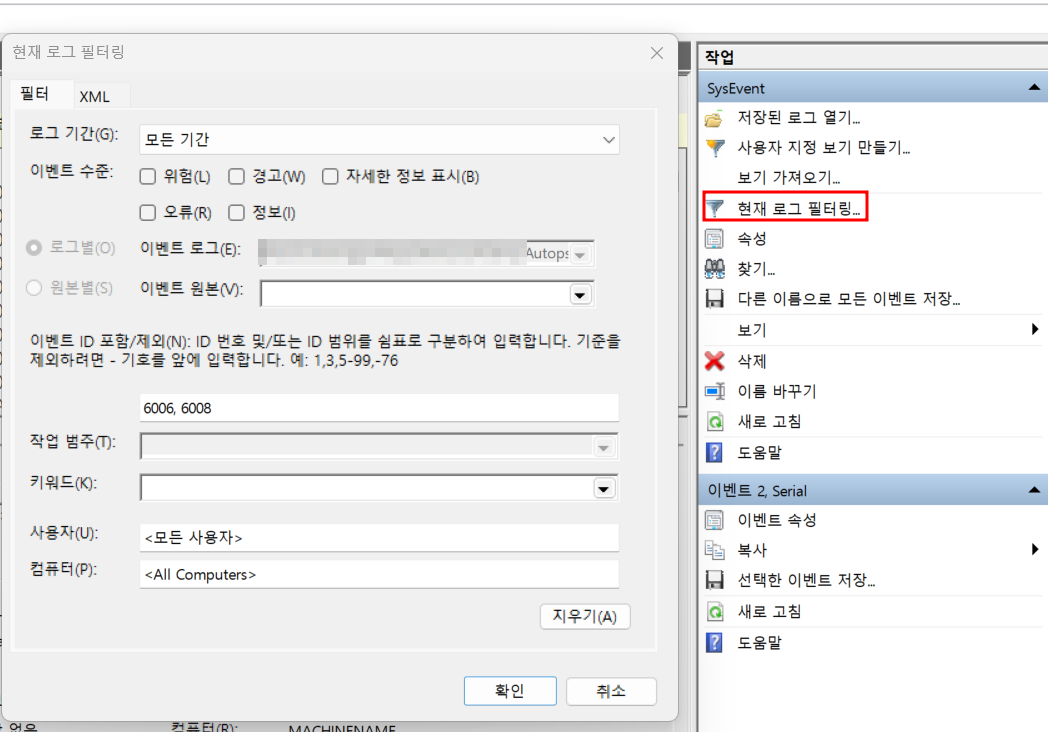 현재 로그 필터링
필터
XML
로그 기간(G):
모든 기간
이벤트 수준:
위험(L)
경고(W)
자세한 정보 표시(B)
오류(R)
정보(I)
로그별(O)
이벤트 로그(E):
원본별(S)
이벤트 원본(V):
이벤트 ID 포함/제외(N): ID 번호 및/또는 ID 범위를 쉼표로 구분하여 입력합니다. 기준을
제외하려면 - 기호를 앞에 입력합니다. 예: 1,3,5-99,-76
6006, 6008
작업 범주(T):
키워드(K):
사용자(U):
<모든 사용자>
컴퓨터(P):
<All Computers>
지우기(A)
확인
취소
컴퓨터(R):
MACHINENAME
작업
SysEvent
저장된 로그 열기...
사용자 지정 보기 만들기...
보기 가져오기...
현재 로그 필터링...
속성
찾기...
다른 이름으로 모든 이벤트 저장...
보기
삭제
이름 바꾸기
새로 고침
도움말
이벤트 2, Serial
이벤트 속성
복사
선택한 이벤트 저장...
새로 고침
도움말